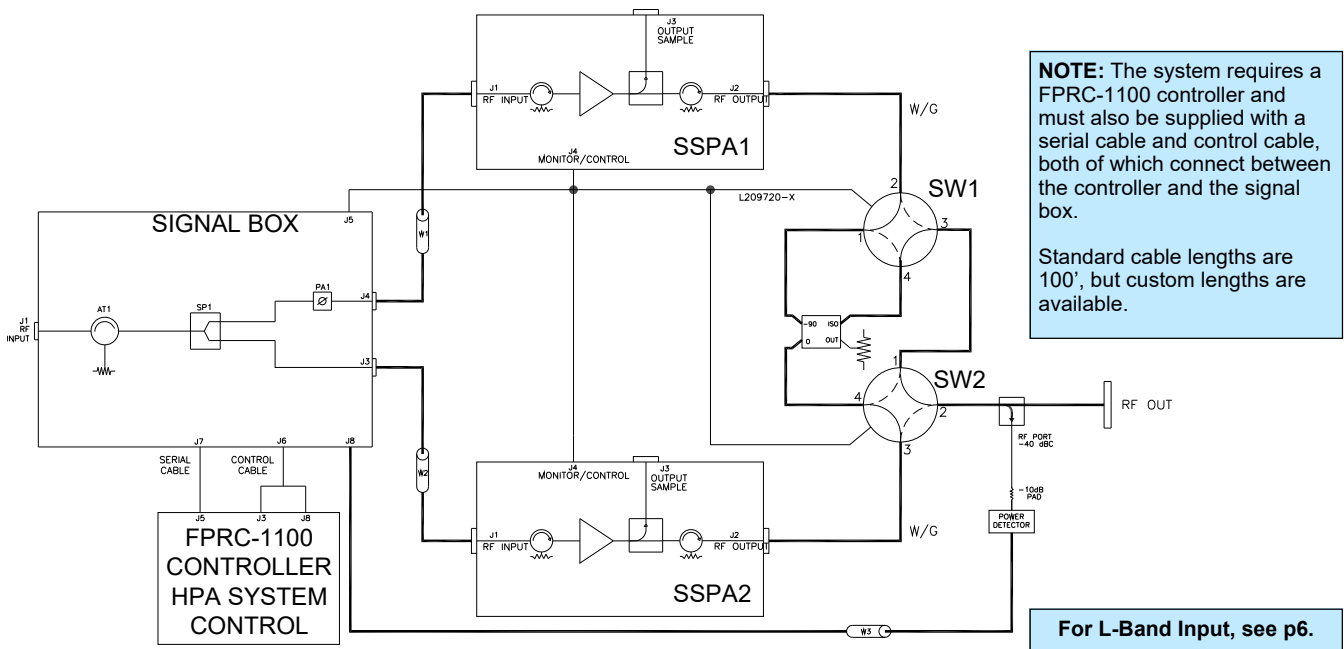 J3
OUTPUT
SAMPLE
J1
RF INPUT
J2
RF OUTPUT
SSPA1
J4
MONITOR/CONTROL
W/G
L209720-X
SW1
2
1
3
4
-90
ISO
0
OUT
SW2
1
4
2
3
RF OUT
RF PORT
-40 dBC
-10dB
PAD
POWER
DETECTOR
SIGNAL BOX
J5
J1
RF
INPUT
AT1
SP1
PA1
Ø
J4
J3
J7
J6
J8
W1
W2
W3
SERIAL
CABLE
CONTROL
CABLE
J5
J3
J8
FPRC-1100
CONTROLLER
HPA SYSTEM
CONTROL
J4
MONITOR/CONTROL
J3
OUTPUT
SAMPLE
J1
RF INPUT
J2
RF OUTPUT
SSPA2
W/G
NOTE: The system requires a
FPRC-1100 controller and
must also be supplied with a
serial cable and control cable,
both of which connect between
the controller and the signal
box.
Standard cable lengths are
100’, but custom lengths are
available.
For L-Band Input, see p6.